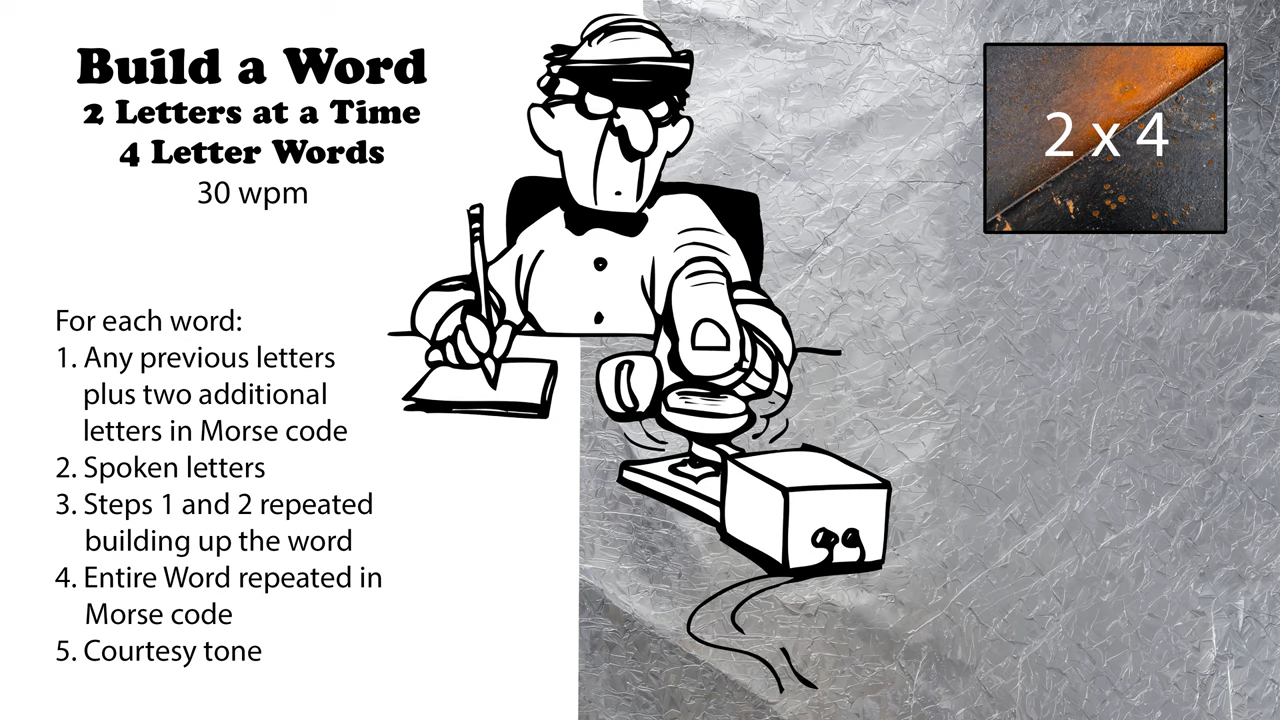 Build a Word
2 Letters at a Time
4 Letter Words
30 wpm
2 x 4
For each word:
1. Any previous letters
plus two additional
letters in Morse code
2. Spoken letters
3. Steps 1 and 2 repeated
building up the word
4. Entire Word repeated in
Morse code
5. Courtesy tone